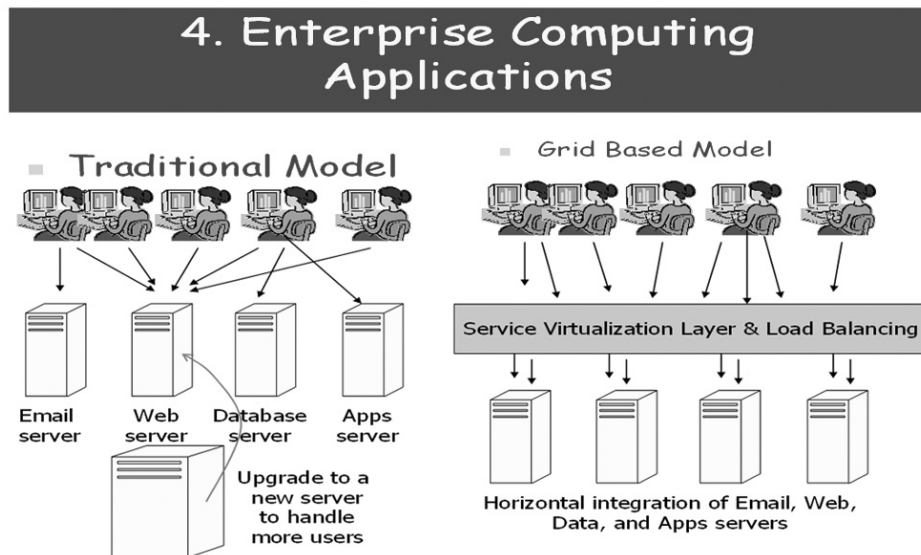 4. Enterprise Computing
Applications
Traditional Model
Email
server
Web
server
Database
server
Apps
server
Upgrade to a
new server
to handle
more users
Grid Based Model
Service Virtualization Layer & Load Balancing
Horizontal integration of Email, Web,
Data, and Apps servers